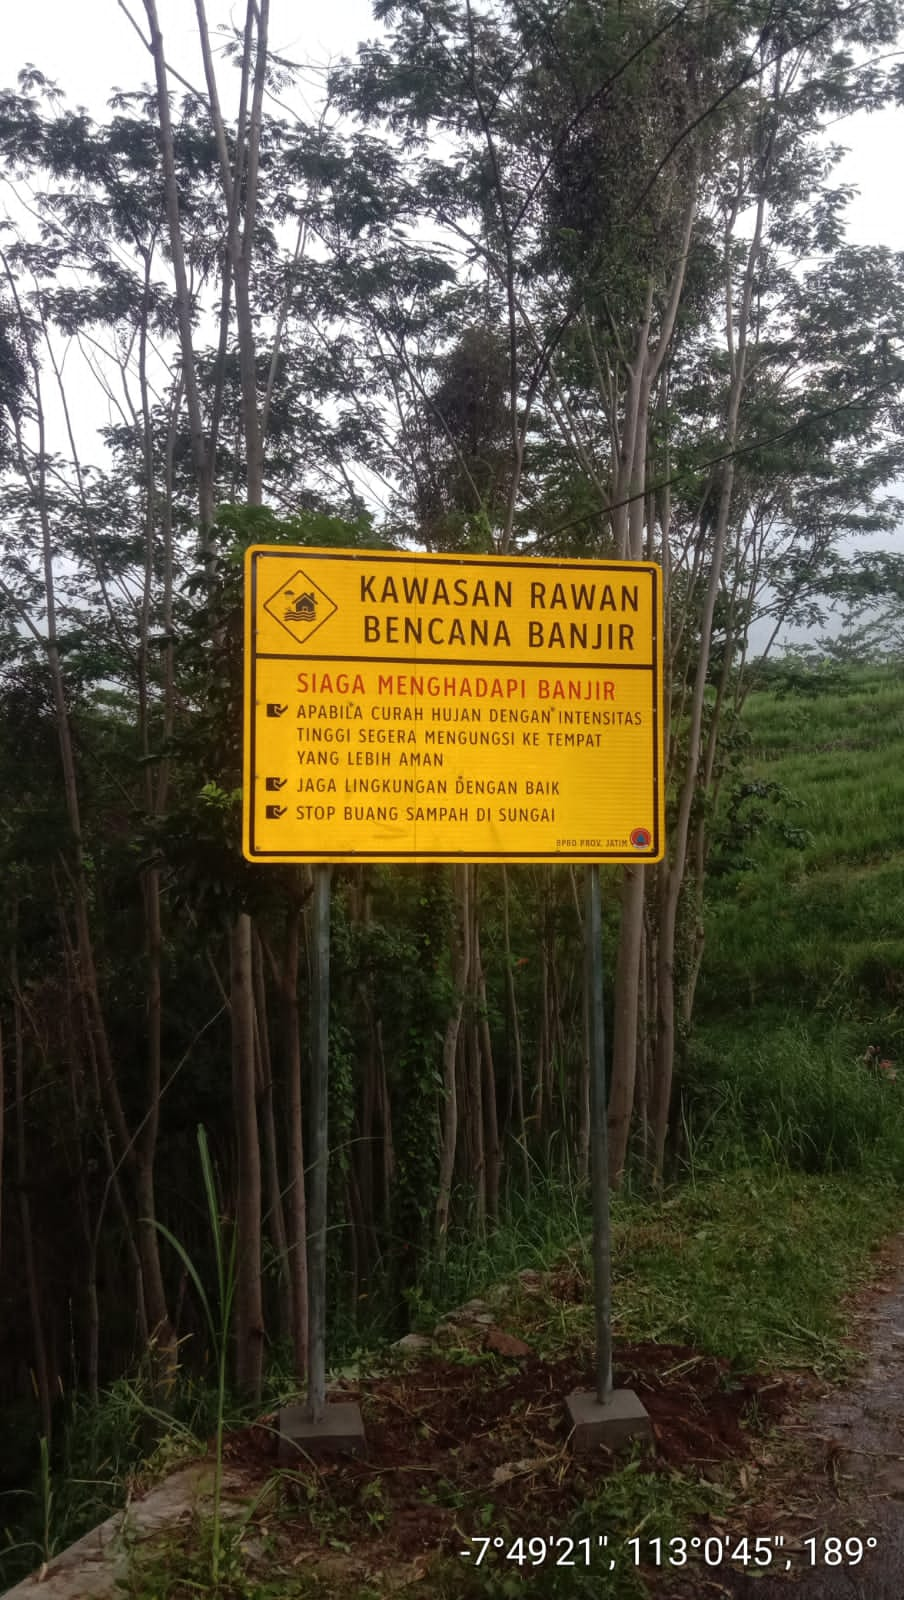 KAWASAN RAWAN
BENCANA BANJIR
SIAGA MENGHADAPI BANJIR
APABILA CURAH HUJAN DENGAN INTENSITAS
TINGGI SEGERA MENGUNGSI KE TEMPAT
YANG LEBIH AMAN
JAGA LINGKUNGAN DENGAN BAIK
STOP BUANG SAMPAH DI SUNGAI
BPBD PROV. JATIM
-7°49'21", 113°0'45", 189°